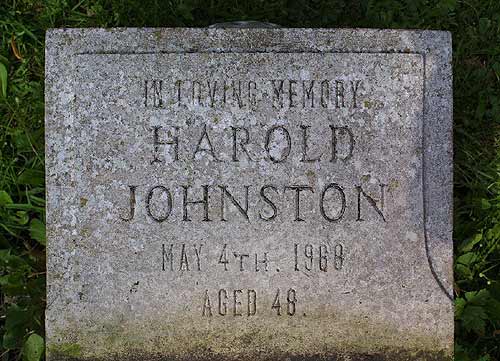 IN LOVING MEMORY
HAROLD
JOHNSTON
MAY 4TH. 1968
AGED 48.